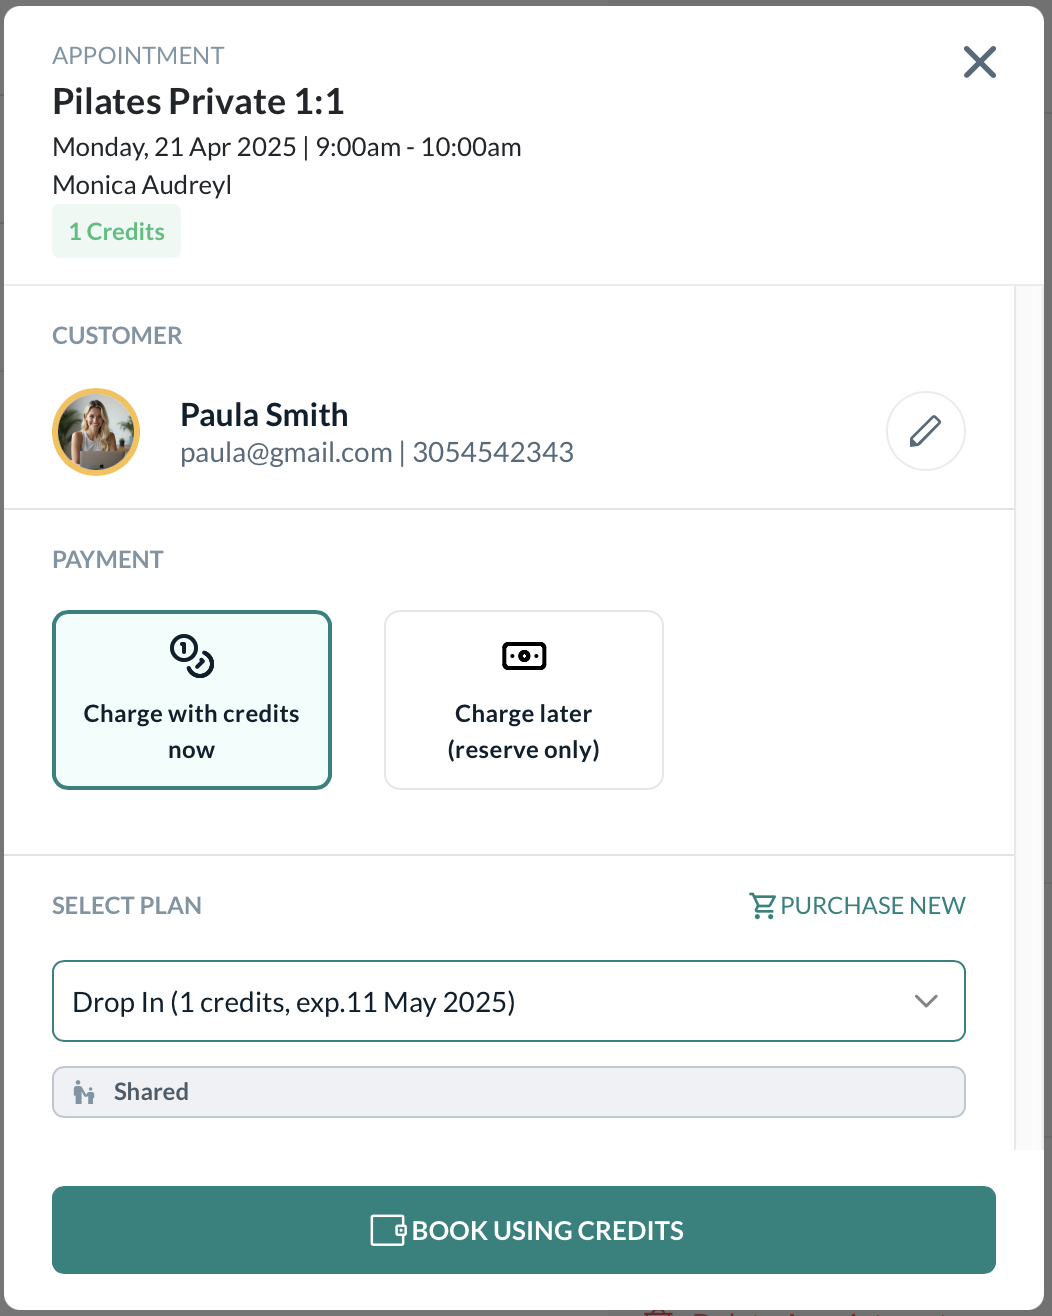 APPOINTMENT
Pilates Private 1:1
Monday, 21 Apr 2025 | 9:00am - 10:00am
Monica Audreyl
1 Credits
CUSTOMER
Paula Smith
paula@gmail.com | 3054542343
PAYMENT
Charge with credits
now
Charge later
(reserve only)
SELECT PLAN
PURCHASE NEW
Drop In (1 credits, exp.11 May 2025)
Shared
BOOK USING CREDITS